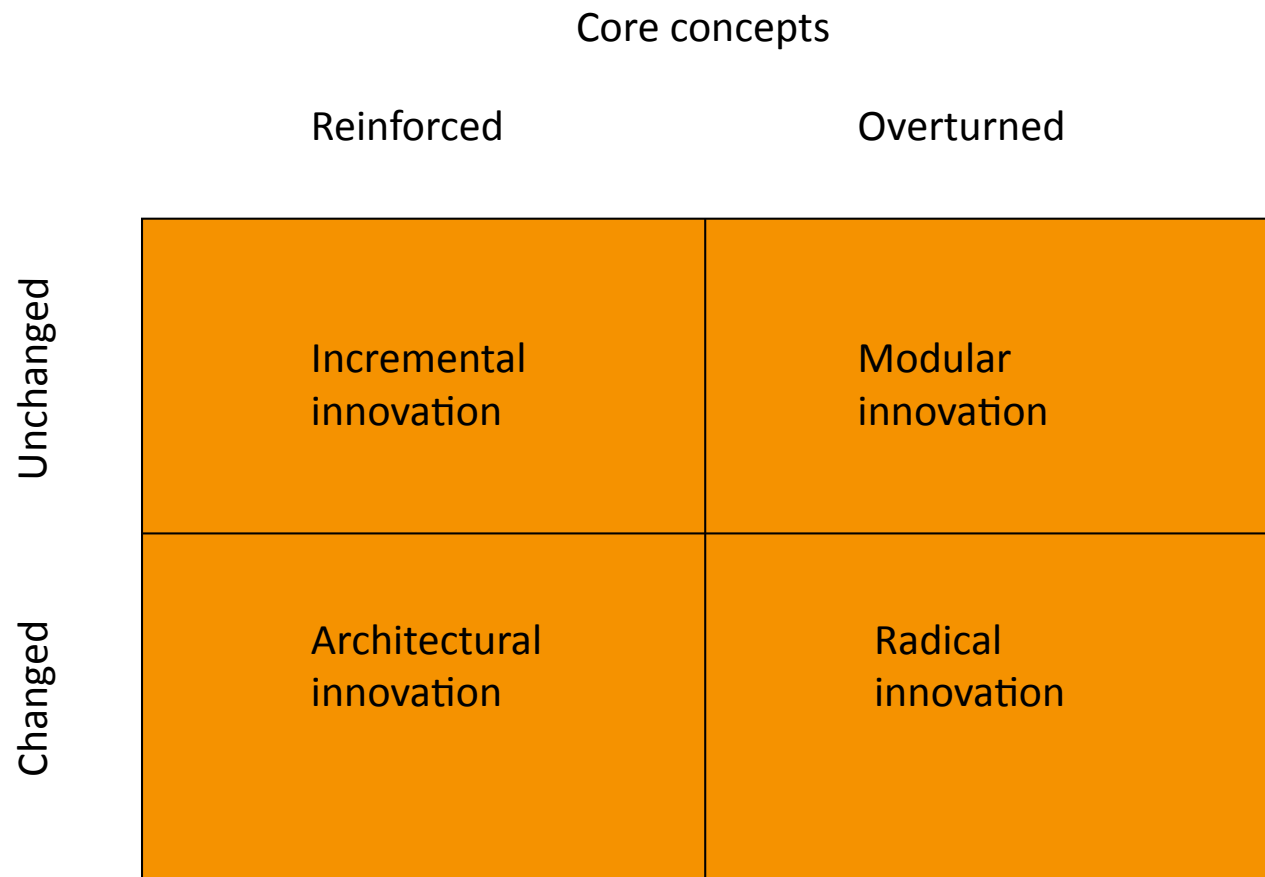 Core concepts
Reinforced Overturned
Unchanged
Incremental Modular
innovation innovation
Changed
Architectural Radical
innovation innovation